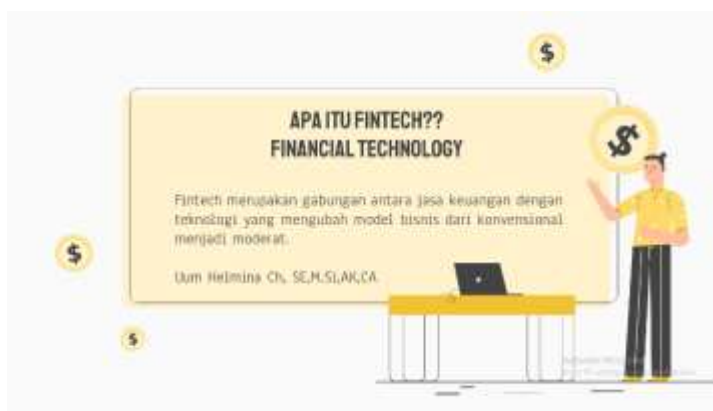 APA ITU FINTECH??
FINANCIAL TECHNOLOGY
Fintech merupakan gabungan antara jasa keuangan dengan
teknologi yang mengubah model bisnis dari konvensional
menjadi moderat.
Uum Helmina Ch, SE,M.SI,AK,CA
$
$
$
$